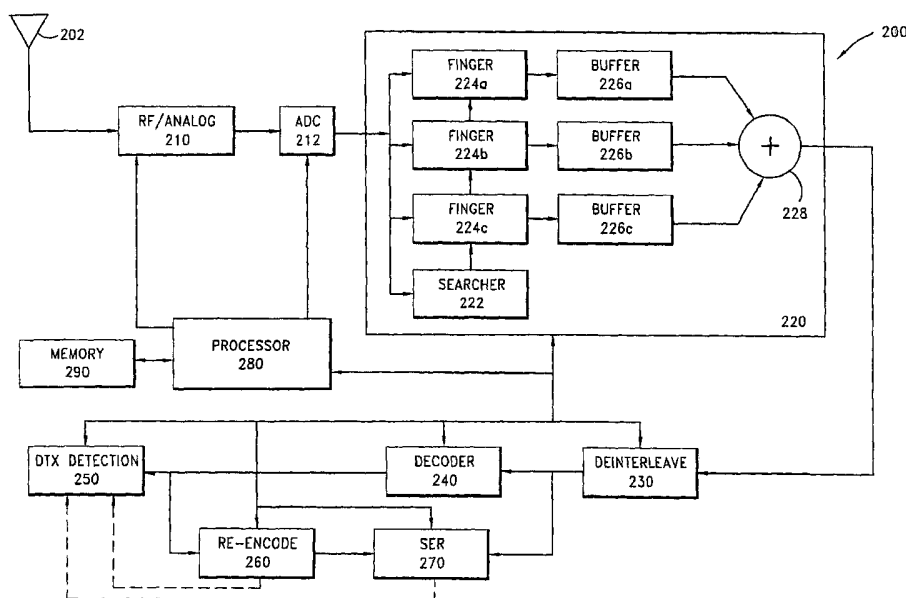 202
200
FINGER
224a
BUFFER
226a
RF/ANALOG
210
ADC
212
FINGER
224b
BUFFER
226b
+
228
FINGER
224c
BUFFER
226c
SEARCHER
222
220
PROCESSOR
280
MEMORY
290
DTX DETECTION
250
DECODER
240
DEINTERLEAVE
230
RE-ENCODE
260
SER
270